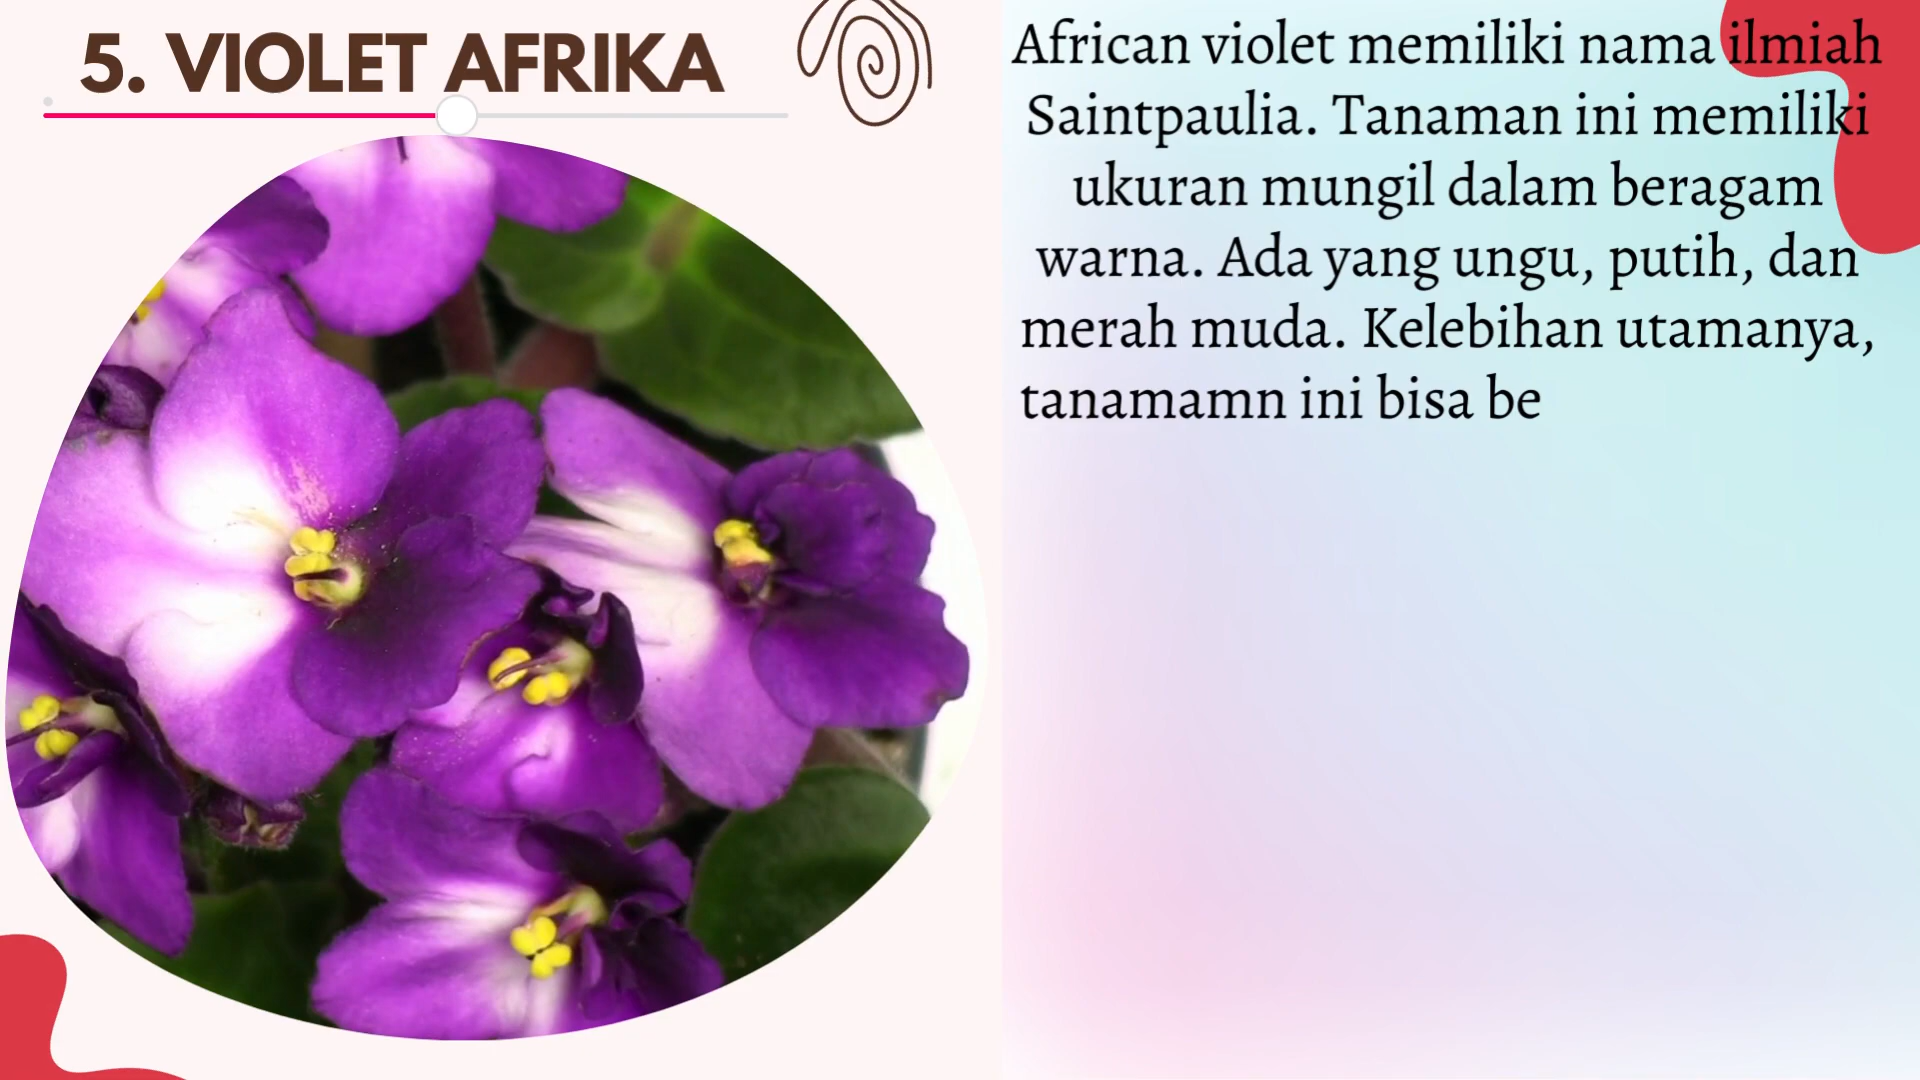 5. VIOLET AFRIKA
African violet memiliki nama ilmiah
Saintpaulia. Tanaman ini memiliki
ukuran mungil dalam beragam
warna. Ada yang ungu, putih, dan
merah muda. Kelebihan utamanya,
tanamamn ini bisa be